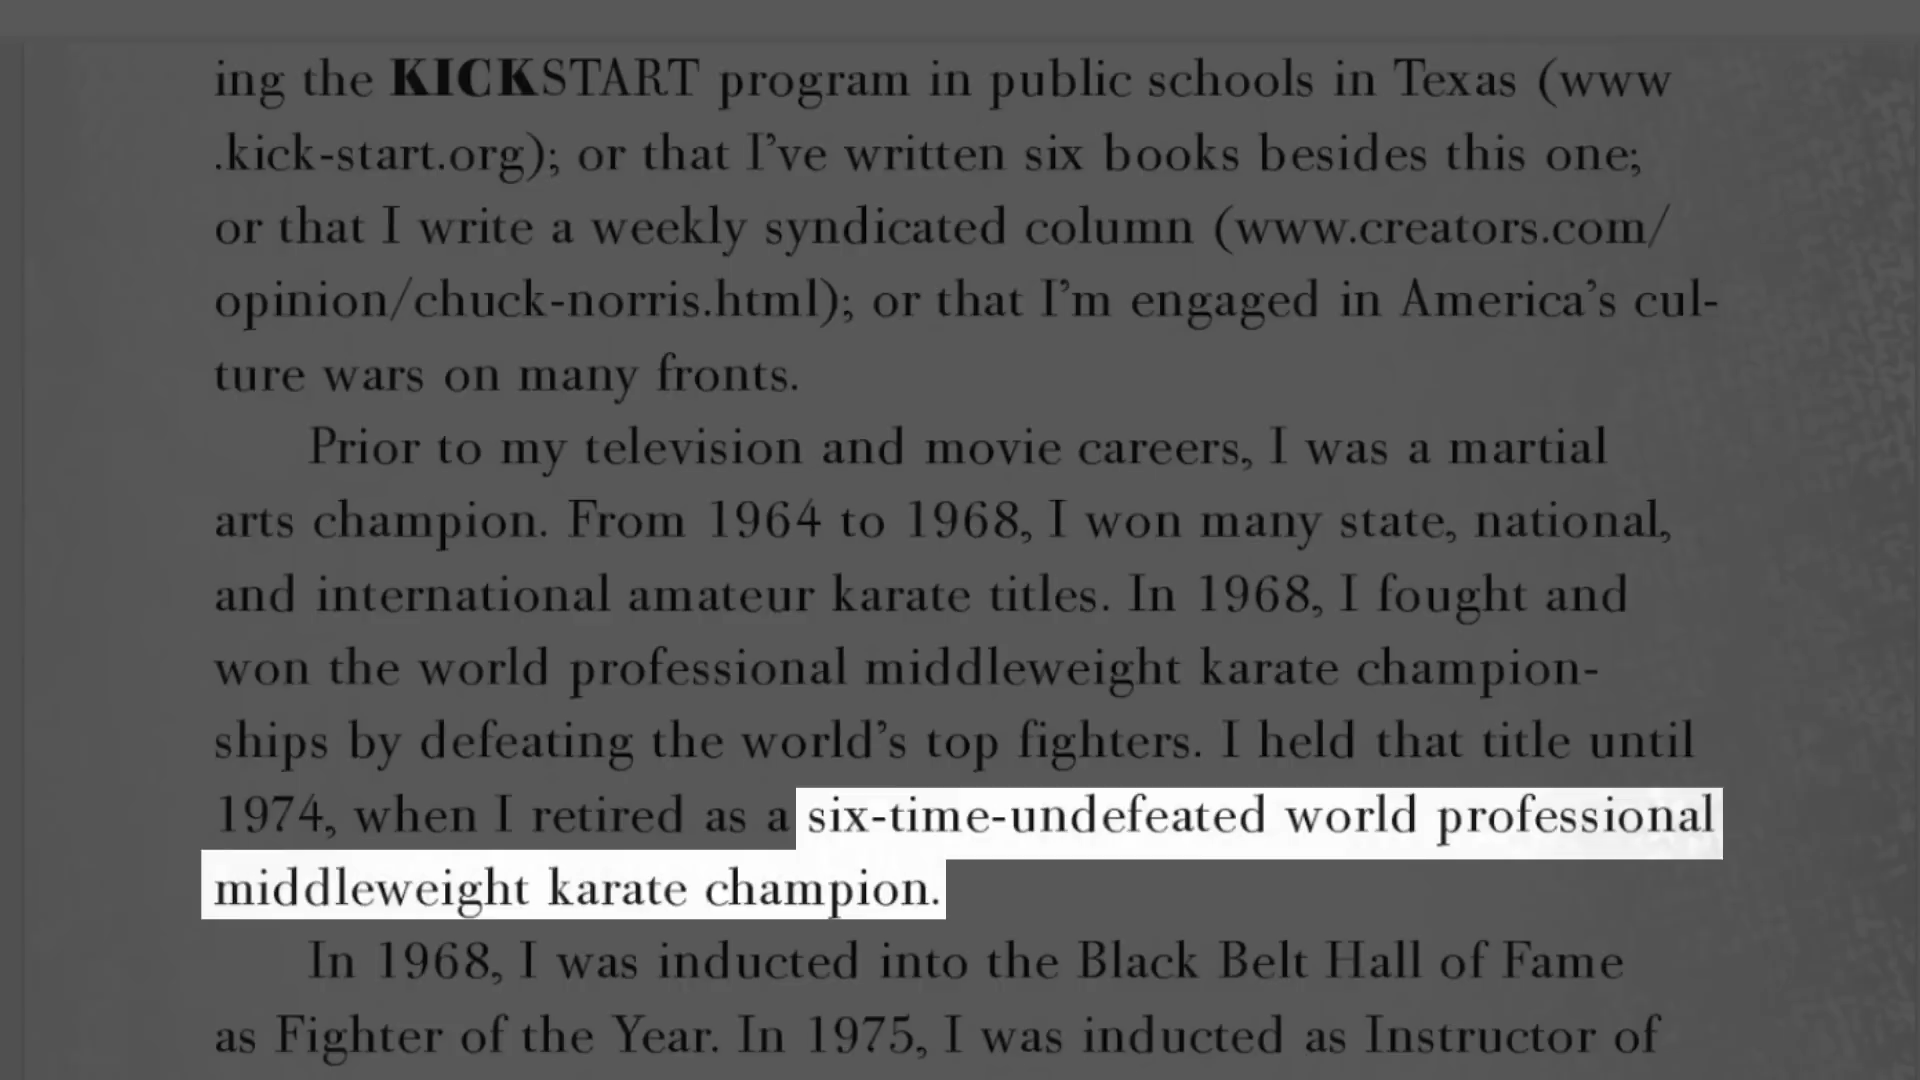 ing the KICKSTART program in public schools in Texas (www
.kick-start.org); or that I’ve written six books besides this one;
or that I write a weekly syndicated column (www.creators.com/
opinion/chuck-norris.html); or that I’m engaged in America’s cul-
ture wars on many fronts.
Prior to my television and movie careers, I was a martial
arts champion. From 1964 to 1968, I won many state, national,
and international amateur karate titles. In 1968, I fought and
won the world professional middleweight karate champion-
ships by defeating the world’s top fighters. I held that title until
1974, when I retired as a six-time-undefeated world professional
middleweight karate champion.
In 1968, I was inducted into the Black Belt Hall of Fame
as Fighter of the Year. In 1975, I was inducted as Instructor of